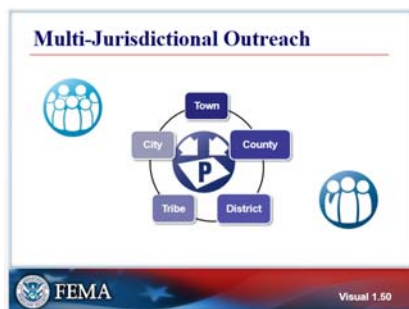 Multi-Jurisdictional Outreach
Town
City
County
P
Tribe
District
FEMA
Visual 1.50